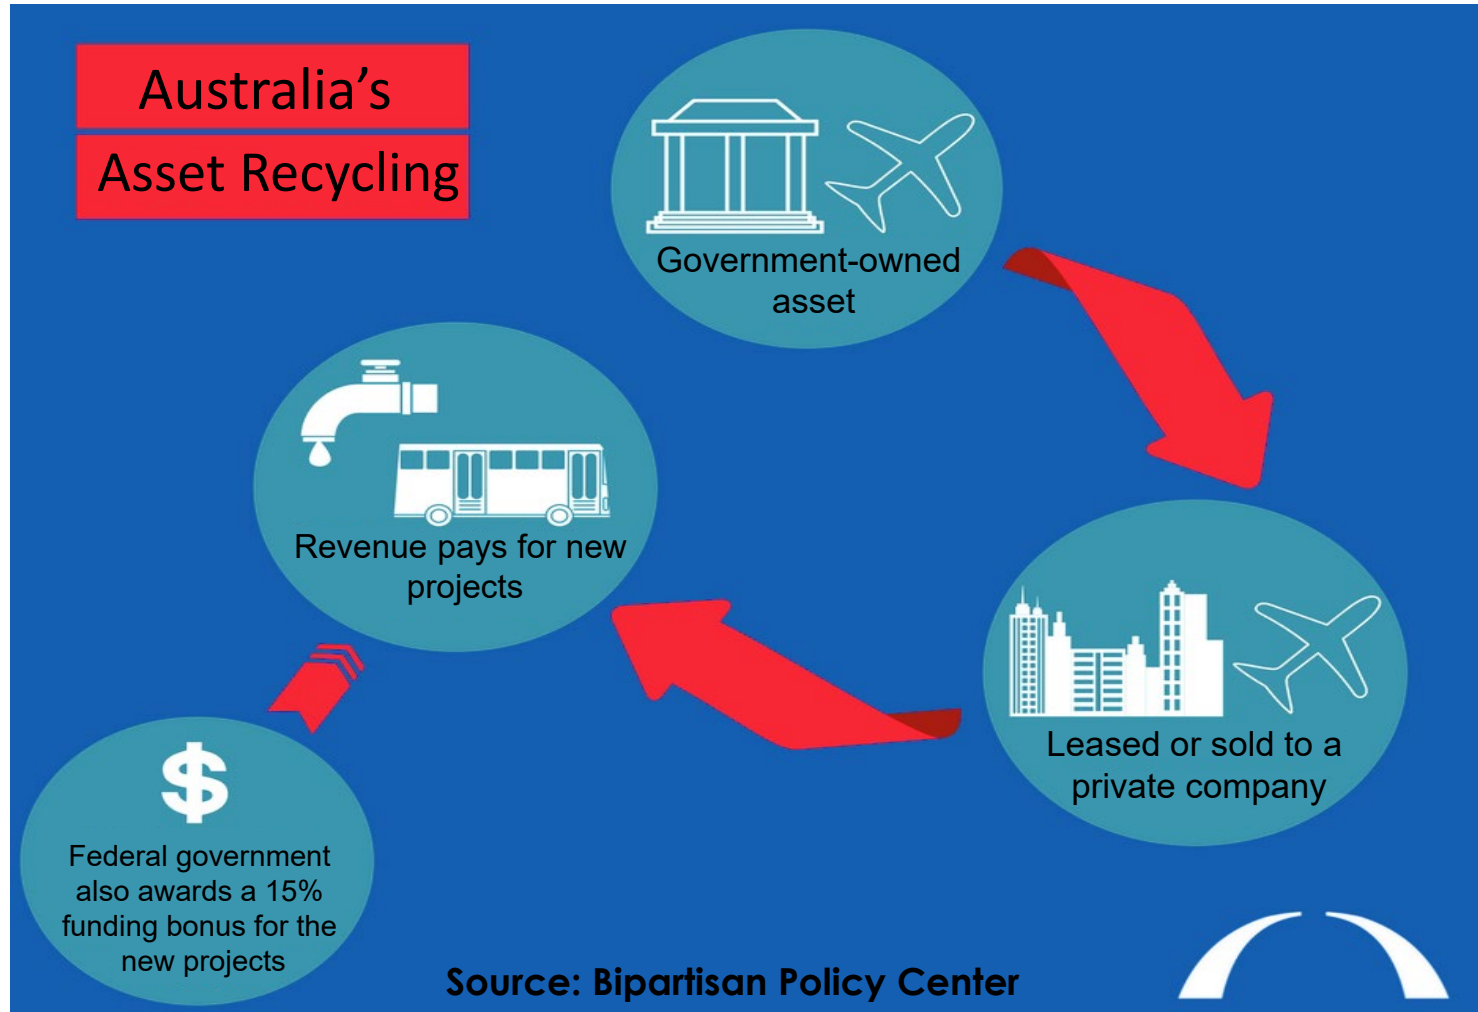 Australia’s
Asset Recycling
Government-owned
asset
Revenue pays for new
projects
Leased or sold to a
private company
$
Federal government
also awards a 15%
funding bonus for the
new projects
Source: Bipartisan Policy Center